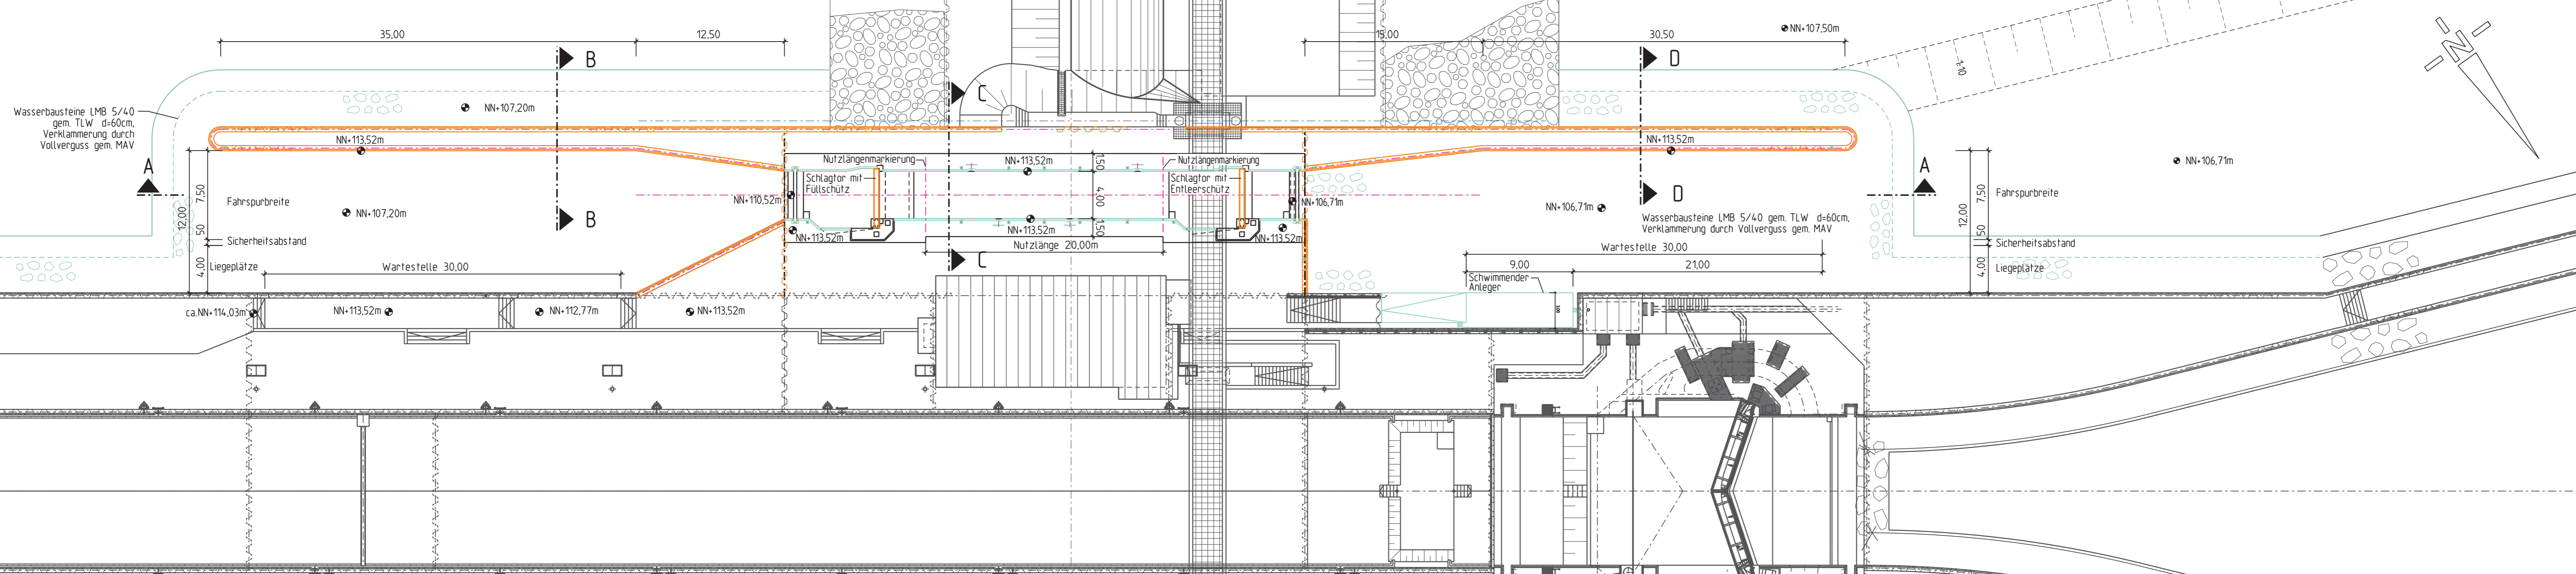 35,00
12,50
B
15,00
30,50
D
NN+107,50m
1:10
N
NN+107,20m
C
Wasserbausteine LMB 5/40
gem. TLW d=60cm,
Verklammerung durch
Vollverguss gem. MAV
NN+113,52m
A
Nutzlängenmarkierung
NN+113,52m
1,50
Nutzlängenmarkierung
NN+113,52m
NN+106,71m
A
Schlagtor mit
Füllschütz
Schlagtor mit
Entleerschütz
7,50
Fahrspurbreite
NN+110,52m
4,00
NN+106,71m
D
7,50
Fahrspurbreite
12,00
NN+107,20m
B
NN+106,71m
12,00
Wasserbausteine LMB 5/40 gem. TLW d=60cm,
Verklammerung durch Vollverguss gem. MAV
NN+113,52m
NN+113,52m
1,50
NN+113,52m
50
Sicherheitsabstand
Nutzlänge 20,00m
Wartestelle 30,00
50
Sicherheitsabstand
4,00
Liegeplätze
Wartestelle 30,00
C
9,00
21,00
4,00
Liegeplätze
Schwimmender
Anleger
ca.NN+114,03m
NN+113,52m
NN+112,77m
NN+113,52m